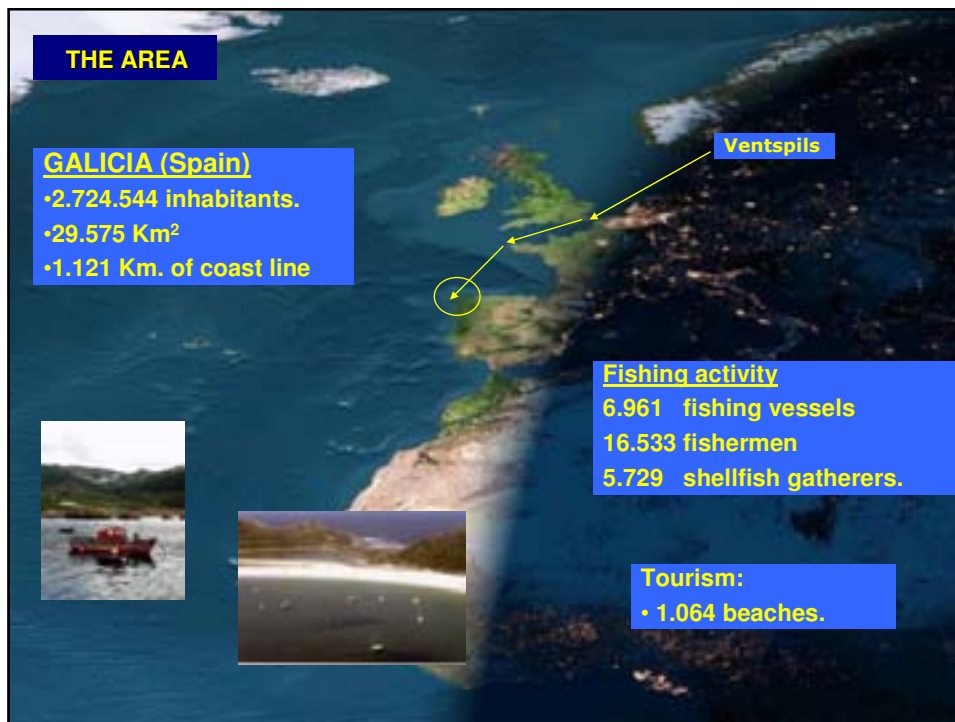 THE AREA
GALICIA (Spain)
•2.724.544 inhabitants.
•29.575 Km²
•1.121 Km. of coast line
Ventspils
Fishing activity
6.961 fishing vessels
16.533 fishermen
5.729 shellfish gatherers.
Tourism:
• 1.064 beaches.